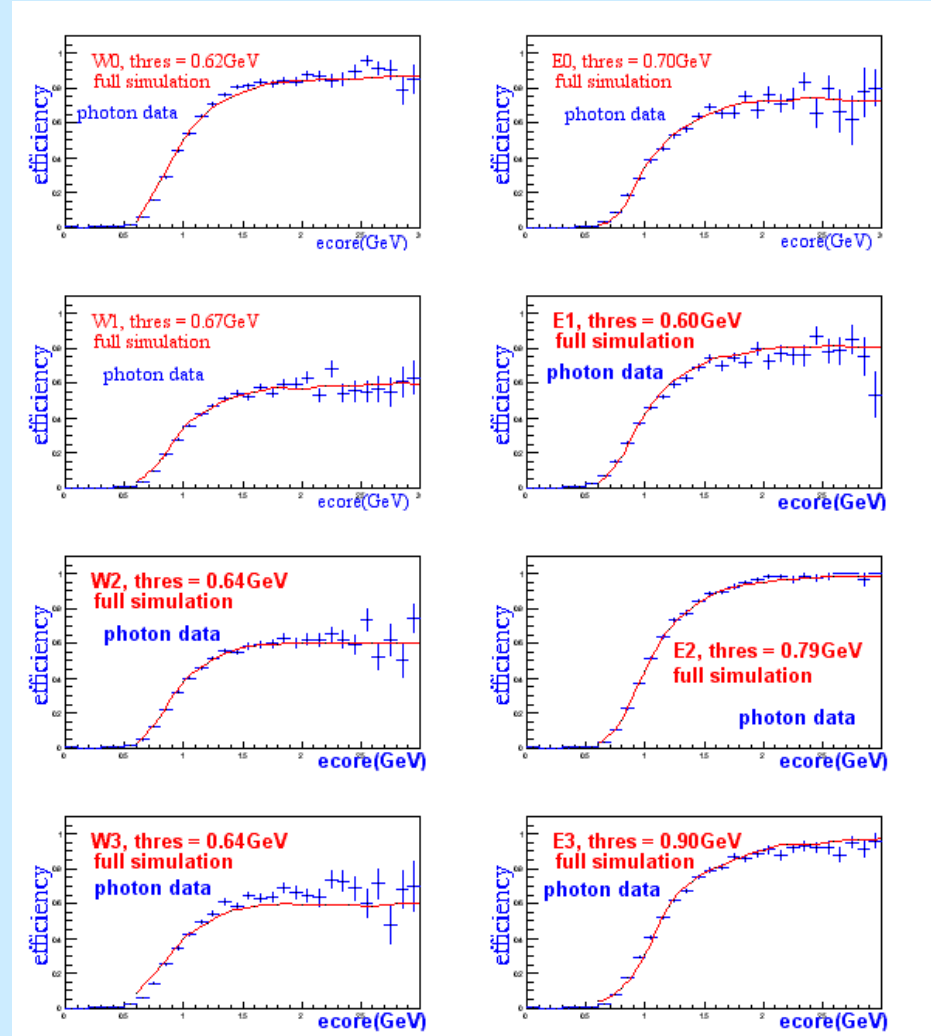 W0, thres = 0.62GeV
full simulation
photon data
efficiency
ecore(GeV)
E0, thres = 0.70GeV
full simulation
photon data
efficiency
ecore(GeV)
W1, thres = 0.67GeV
full simulation
photon data
efficiency
ecore(GeV)
E1, thres = 0.60GeV
full simulation
photon data
efficiency
ecore(GeV)
W2, thres = 0.64GeV
full simulation
photon data
efficiency
ecore(GeV)
E2, thres = 0.79GeV
full simulation
photon data
efficiency
ecore(GeV)
W3, thres = 0.64GeV
full simulation
photon data
efficiency
ecore(GeV)
E3, thres = 0.90GeV
full simulation
photon data
efficiency
ecore(GeV)